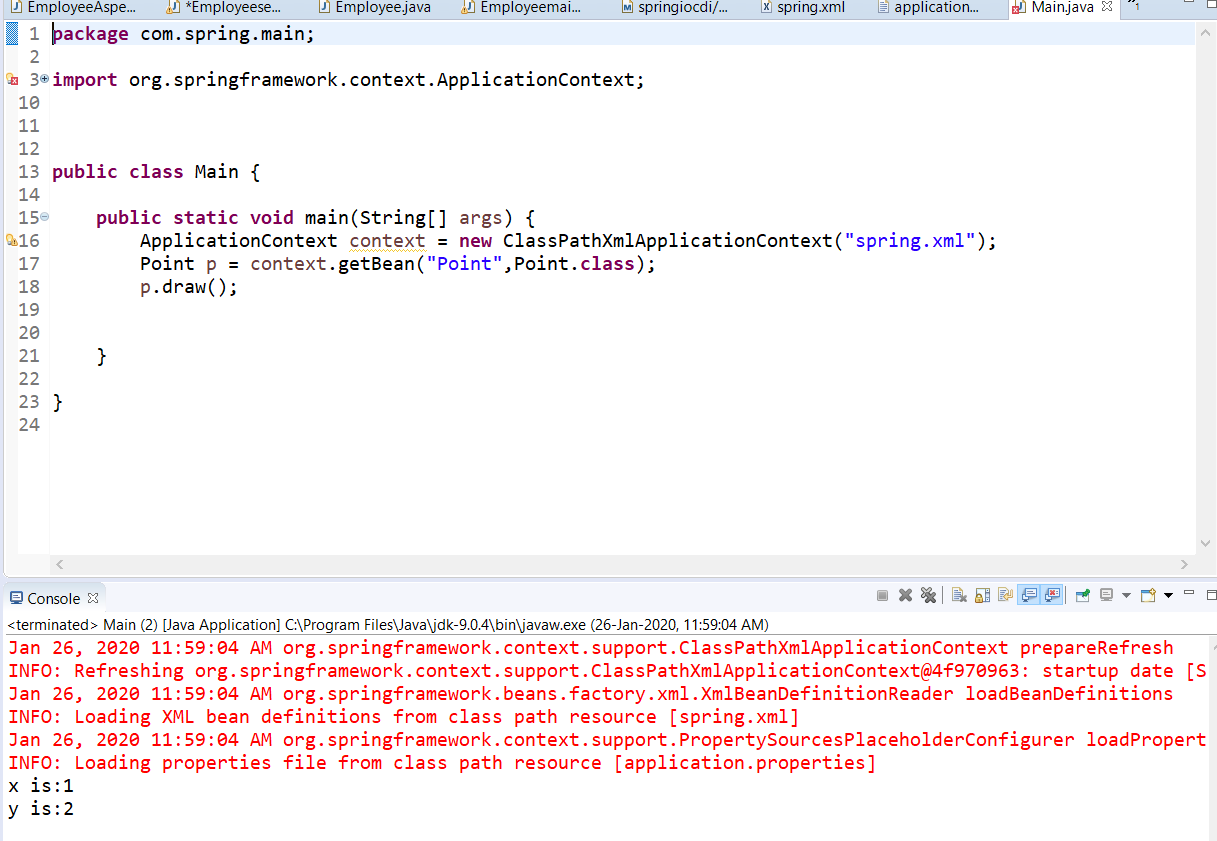 EmployeeAspe... *Employeese... Employee.java Employeemai... springiocdi/... spring.xml application... Main.java "1
1 package com.spring.main;
2
3 import org.springframework.context.ApplicationContext;
10
11
12
13 public class Main {
14
15 public static void main(String[] args) {
16 ApplicationContext context = new ClassPathXmlApplicationContext("spring.xml");
17 Point p = context.getBean("Point",Point.class);
18 p.draw();
19
20
21 }
22
23 }
24
Console
<terminated> Main (2) [Java Application] C:\Program Files\Java\jdk-9.0.4\bin\javaw.exe (26-Jan-2020, 11:59:04 AM)
Jan 26, 2020 11:59:04 AM org.springframework.context.support.ClassPathXmlApplicationContext prepareRefresh
INFO: Refreshing org.springframework.context.support.ClassPathXmlApplicationContext@4f970963: startup date [S
Jan 26, 2020 11:59:04 AM org.springframework.beans.factory.xml.XmlBeanDefinitionReader loadBeanDefinitions
INFO: Loading XML bean definitions from class path resource [spring.xml]
Jan 26, 2020 11:59:04 AM org.springframework.context.support.PropertySourcesPlaceholderConfigurer loadPropert
INFO: Loading properties file from class path resource [application.properties]
x is:1
y is:2